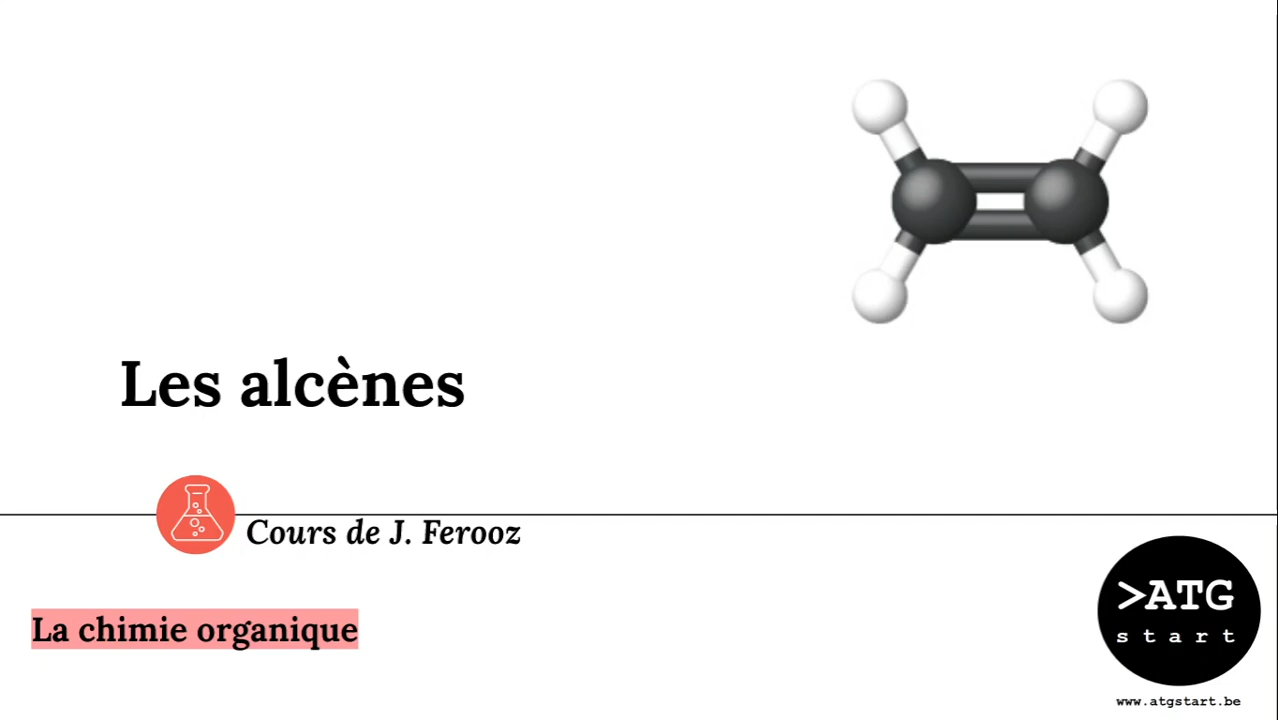 Les alcènes
Cours de J. Ferooz
La chimie organique
>ATG
start
www.atgstart.be